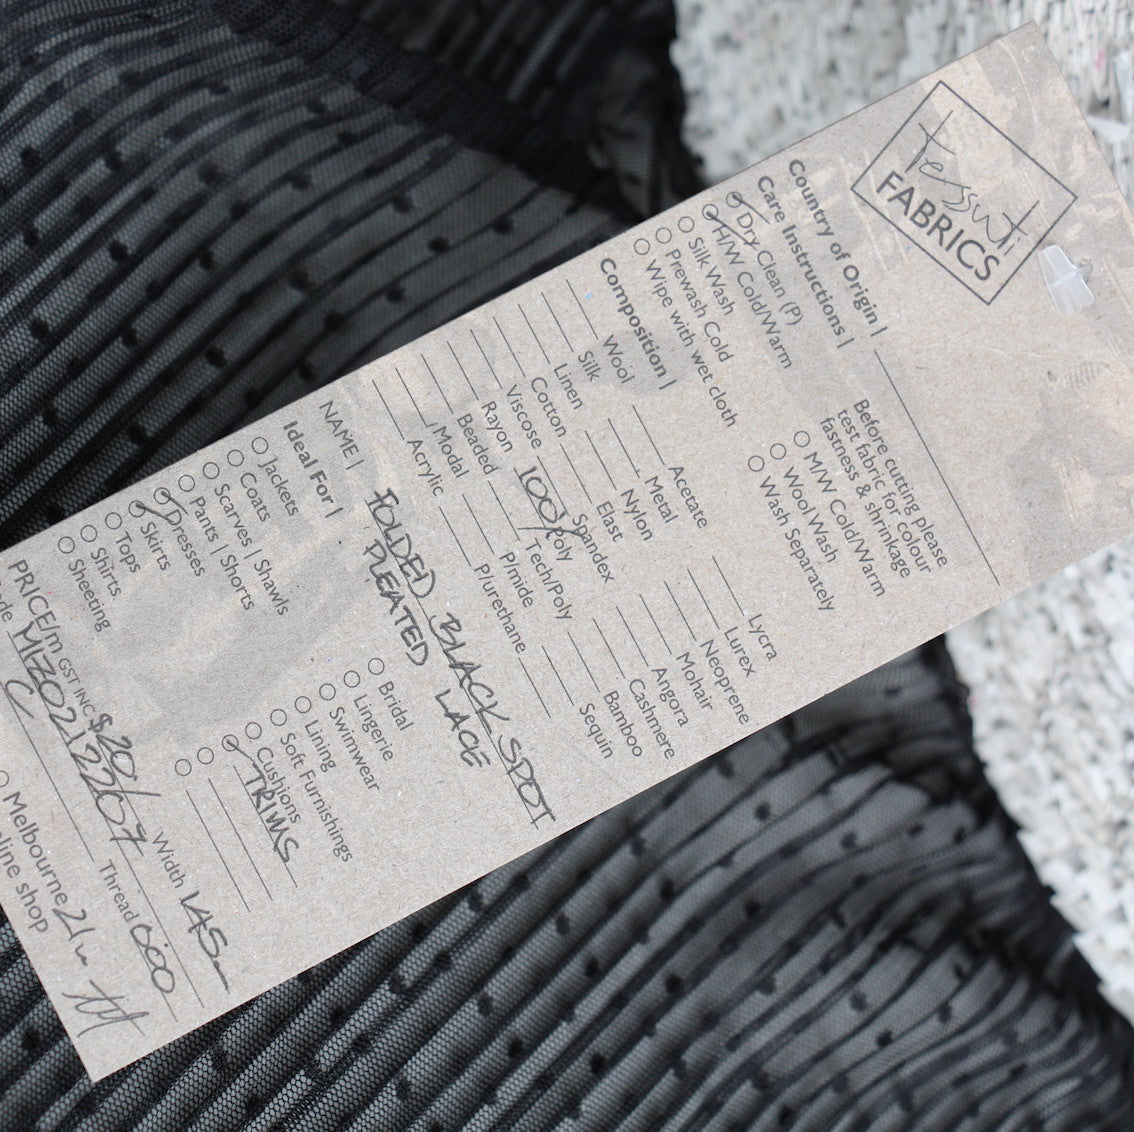 Tessuti
FABRICS
Country of Origin |
Care Instructions |
Dry Clean (P)
H/W Cold/Warm
Silk Wash
Prewash Cold
Wipe with wet cloth
Before cutting please
test fabric for colour
fastness & shrinkage
M/W Cold/Warm
Wool Wash
Wash Separately
Composition |
Wool Acetate Lycra
Silk Metal Lurex
Linen Nylon Neoprene
Cotton Elast Mohair
Viscose Spandex Angora
Rayon 100% Poly Cashmere
Beaded Tech/Poly Bamboo
Modal P/mide Sequin
Acrylic P/urethane
NAME | FOLDED BLACK SPOT
PLEATED LACE
Ideal For |
Jackets Bridal
Coats Lingerie
Scarves | Shawls Swimwear
Pants | Shorts Lining
Dresses Soft Furnishings
Skirts Cushions
Tops TRIMS
Shirts
Sheeting
PRICE/m GST INC $20/ Width 145
de MIZ02122207 Thread
C
Melbourne
line shop